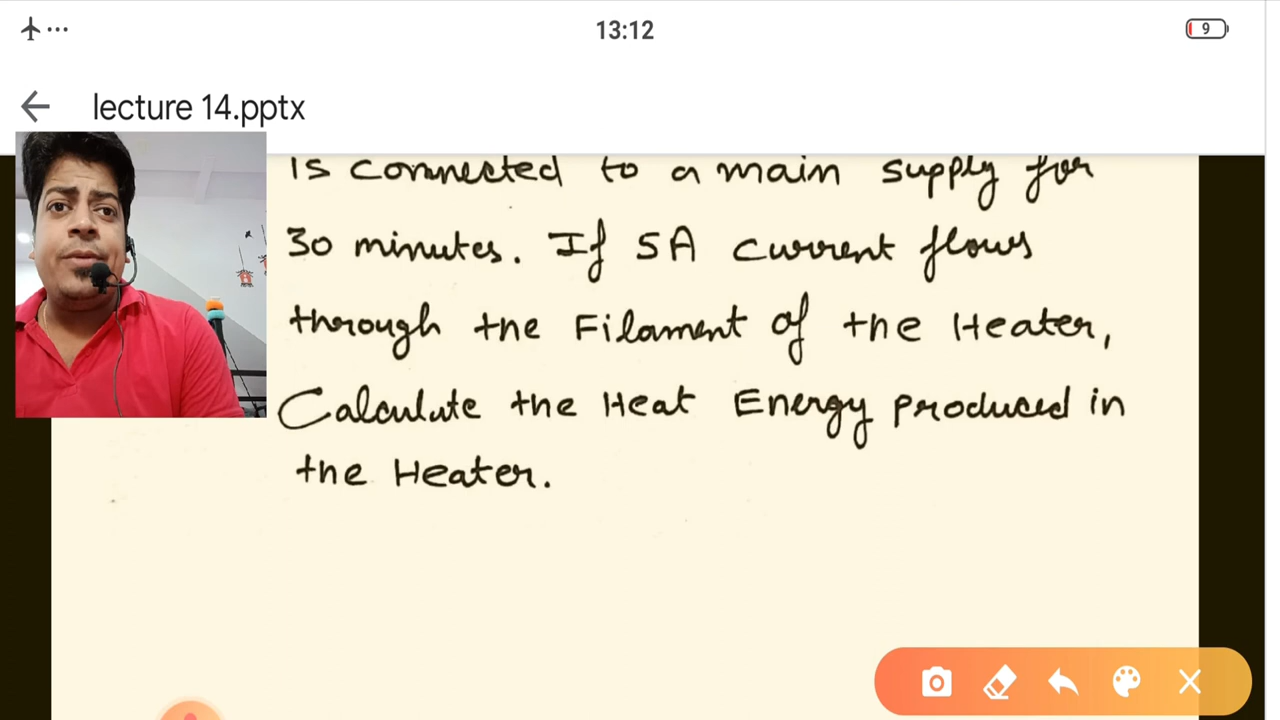 13:12
9
lecture 14.pptx
is connected to a main supply for
30 minutes. If 5A current flows
through the Filament of the Heater,
Calculate the Heat Energy produced in
the Heater.